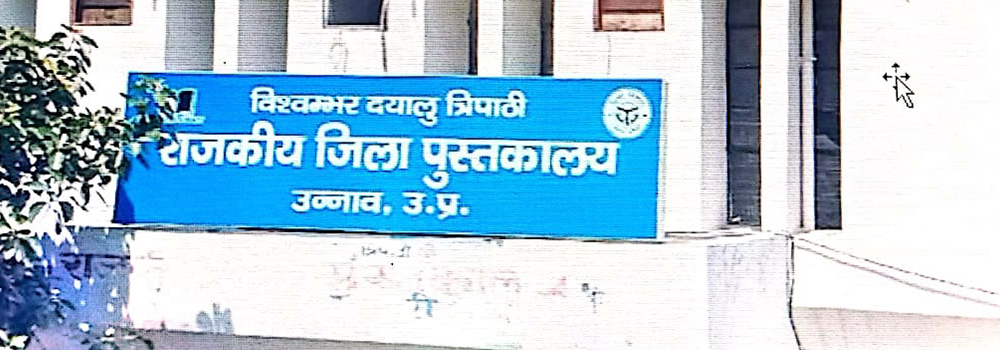 विश्वम्भर दयालु त्रिपाठी
राजकीय जिला पुस्तकालय
उन्नाव, उ.प्र.